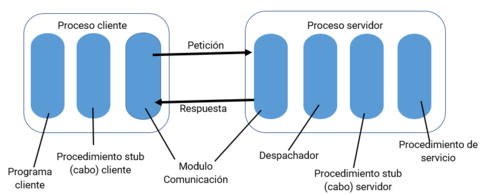 Proceso cliente
Proceso servidor
Petición
Respuesta
Programa
cliente
Procedimiento stub
(cabo) cliente
Modulo
Comunicación
Despachador
Procedimiento stub
(cabo) servidor
Procedimiento de
servicio